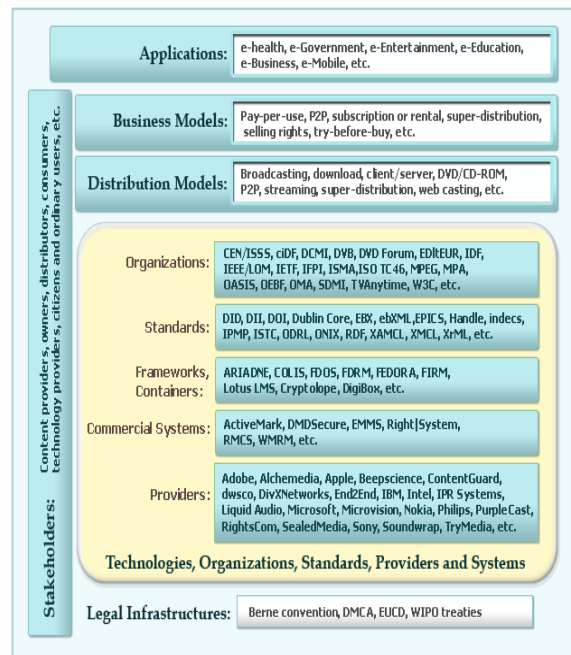 Applications:
e-health, e-Government, e-Entertainment, e-Education,
e-Business, e-Mobile, etc.
Stakeholders:
Content providers, owners, distributors, consumers,
technology providers, citizens and ordinary users, etc.
Business Models:
Pay-per-use, P2P, subscription or rental, super-distribution,
selling rights, try-before-buy, etc.
Distribution Models:
Broadcasting, download, client/server, DVD/CD-ROM,
P2P, streaming, super-distribution, web casting, etc.
Organizations:
CEN/ISSS, ciDF, DCMI, DVB, DVD Forum, EDItEUR, IDF,
IEEE/LOM, IETF, IFPI, ISMA,ISO TC46, MPEG, MPA,
OASIS, OEBF, OMA, SDMI, TVAnytime, W3C, etc.
Standards:
DID, DII, DOI, Dublin Core, EBX, ebXML,EPICS, Handle, indecs,
IPMP, ISTC, ODRL, ONIX, RDF, XAMCL, XMCL, XrML, etc.
Frameworks,
Containers:
ARIADNE, COLIS, FDOS, FDRM, FEDORA, FIRM,
Lotus LMS, Cryptolope, DigiBox, etc.
Commercial Systems:
ActiveMark, DMDSecure, EMMS, Right|System,
RMCS, WMRM, etc.
Providers:
Adobe, Alchemedia, Apple, Beepscience, ContentGuard,
dwsco, DivXNetworks, End2End, IBM, Intel, IPR Systems,
Liquid Audio, Microsoft, Microvision, Nokia, Philips, PurpleCast,
RightsCom, SealedMedia, Sony, Soundwrap, TryMedia, etc.
Technologies, Organizations, Standards, Providers and Systems
Legal Infrastructures:
Berne convention, DMCA, EUCD, WIPO treaties